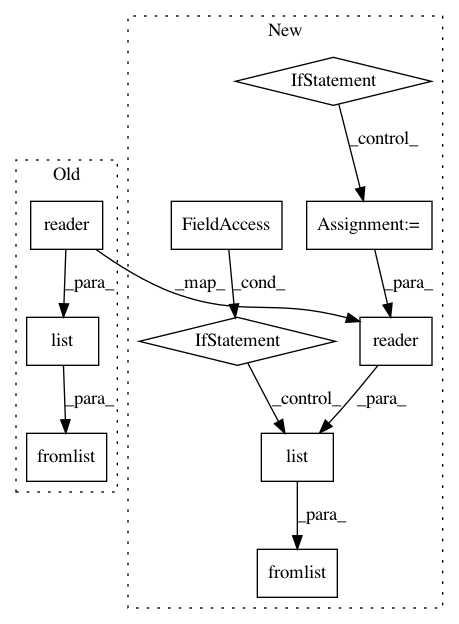 New
IfStatement
_control_
Old
reader
FieldAccess
Assignment:=
_para_
_map_
_cond_
_para_
list
IfStatement
reader
_para_
_control_
_para_
fromlist
list
_para_
fromlist